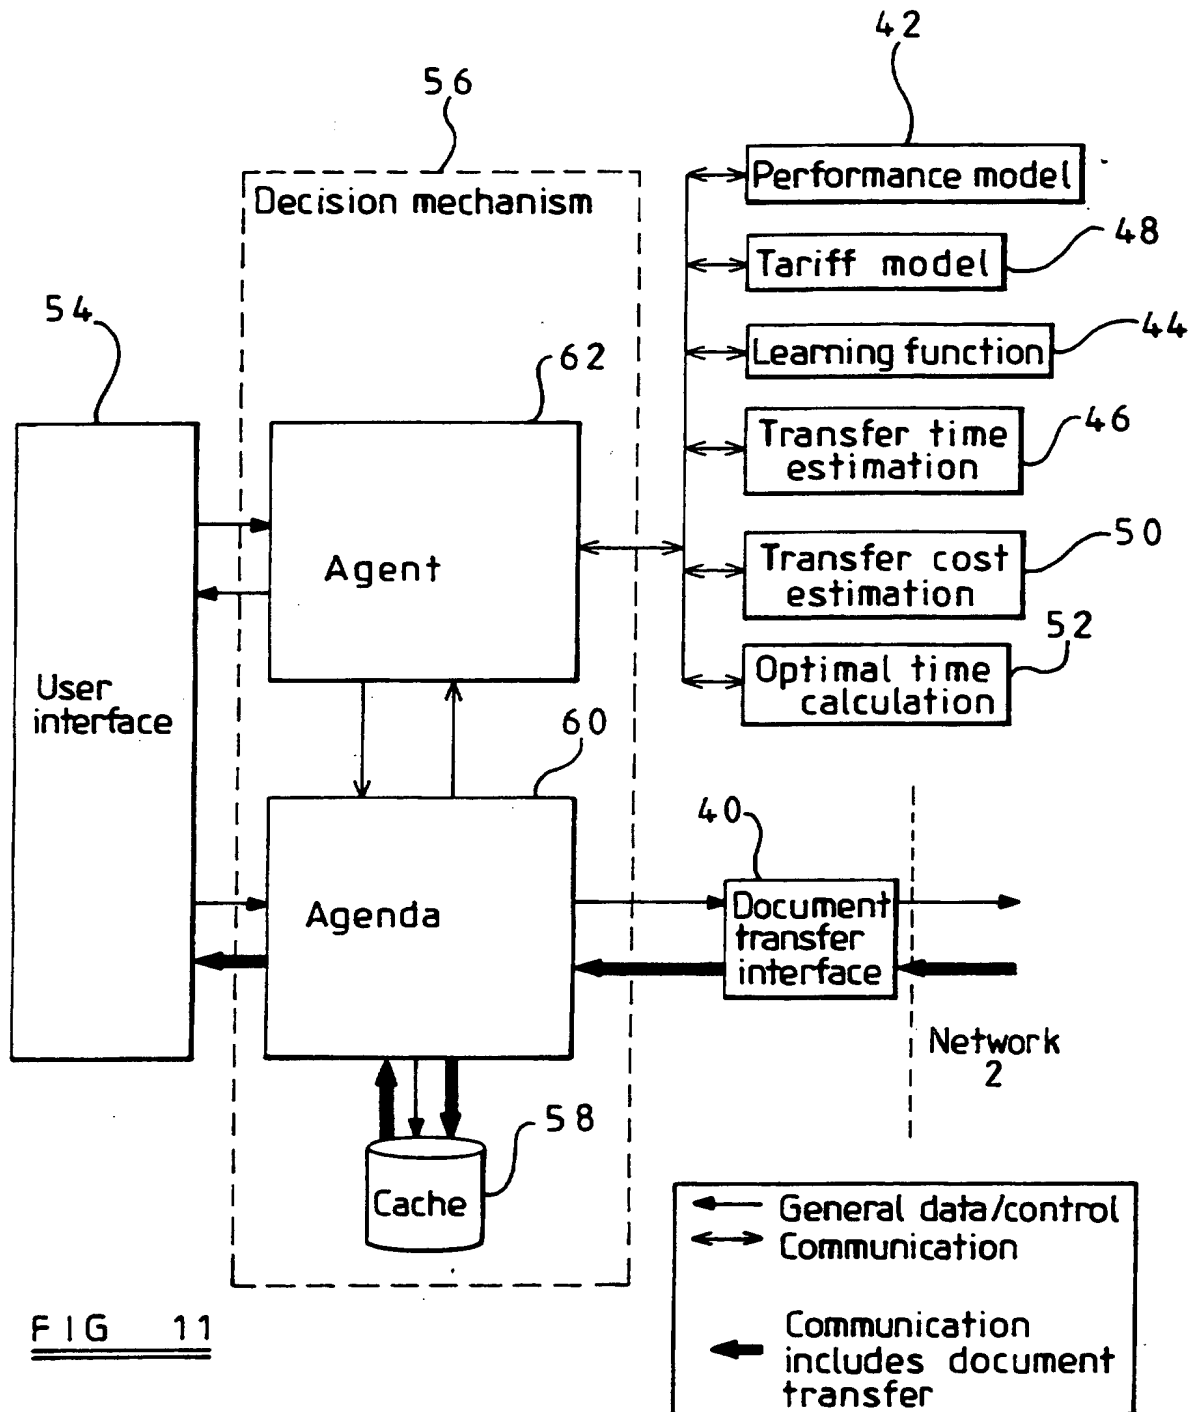 42
56
Performance model
Decision mechanism
48
Tariff model
54
44
Learning function
62
46
Transfer time
estimation
50
Transfer cost
estimation
Agent
52
Optimal time
calculation
User
interface
60
40
Agenda
Document
transfer
interface
Network
2
58
Cache
General data/control
Communication
Communication
includes document
transfer
FIG 11